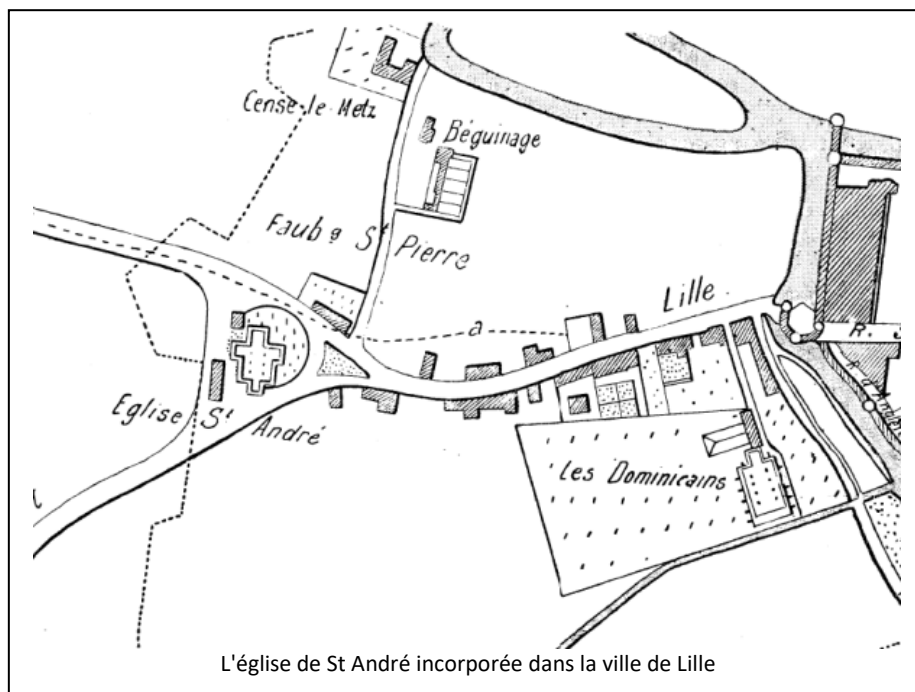 Cense le Metz
Béguinage
Faubg St Pierre
Lille
a
R.
Eglise St André
Les Dominicains
L'église de St André incorporée dans la ville de Lille